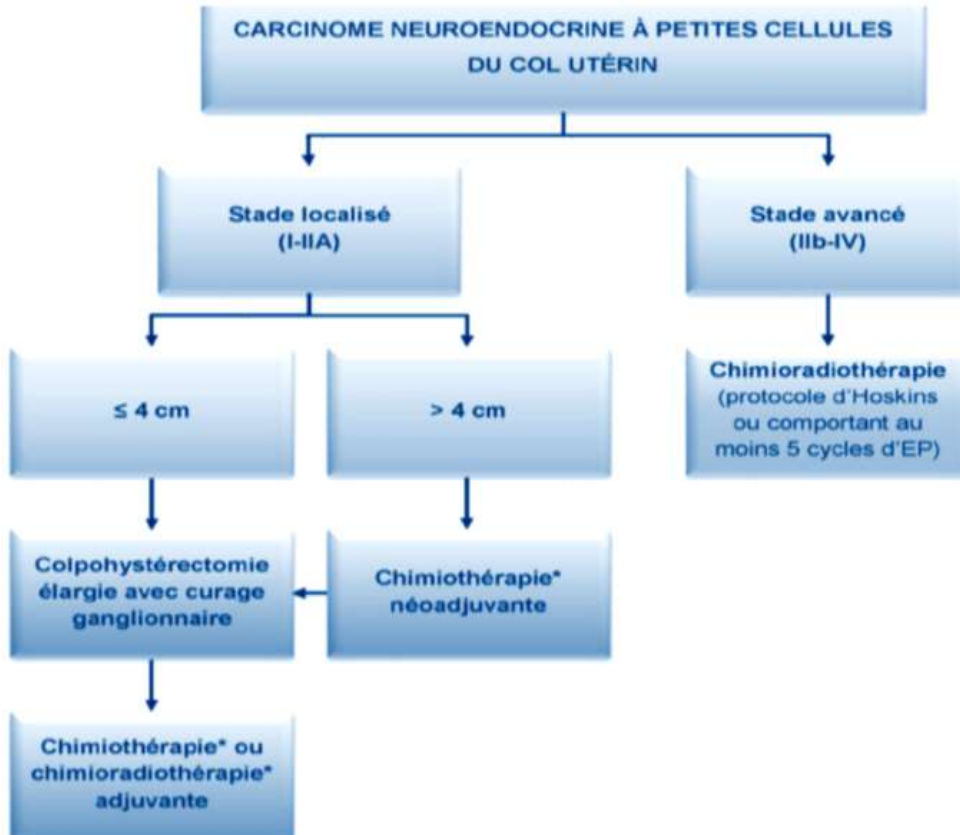 CARCINOME NEUROENDOCRINE À PETITES CELLULES
DU COL UTÉRIN
Stade localisé
(I-IIA)
Stade avancé
(IIb-IV)
≤ 4 cm
> 4 cm
Chimioradiothérapie
(protocole d'Hoskins
ou comportant au
moins 5 cycles d'EP)
Colpohystérectomie
élargie avec curage
ganglionnaire
Chimiothérapie*
néoadjuvante
Chimiothérapie* ou
chimioradiothérapie*
adjuvante